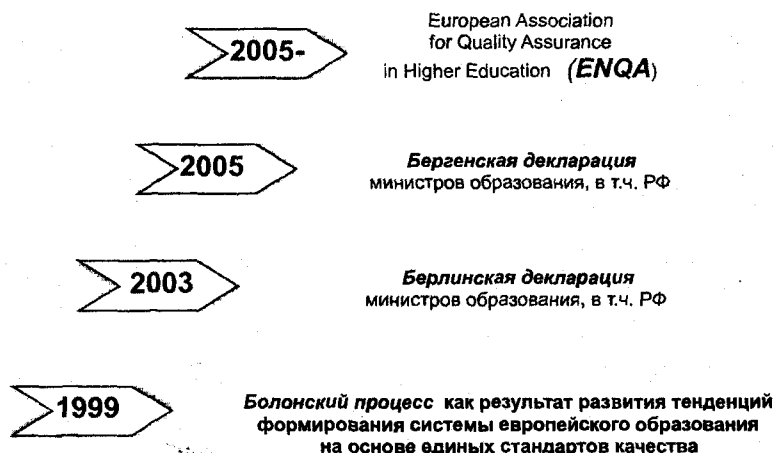 2005-
European Association
for Quality Assurance
in Higher Education (ENQA)
2005
Бергенская декларация
министров образования, в т.ч. РФ
2003
Берлинская декларация
министров образования, в т.ч. РФ
1999
Болонский процесс как результат развития тенденций
формирования системы европейского образования
на основе единых стандартов качества